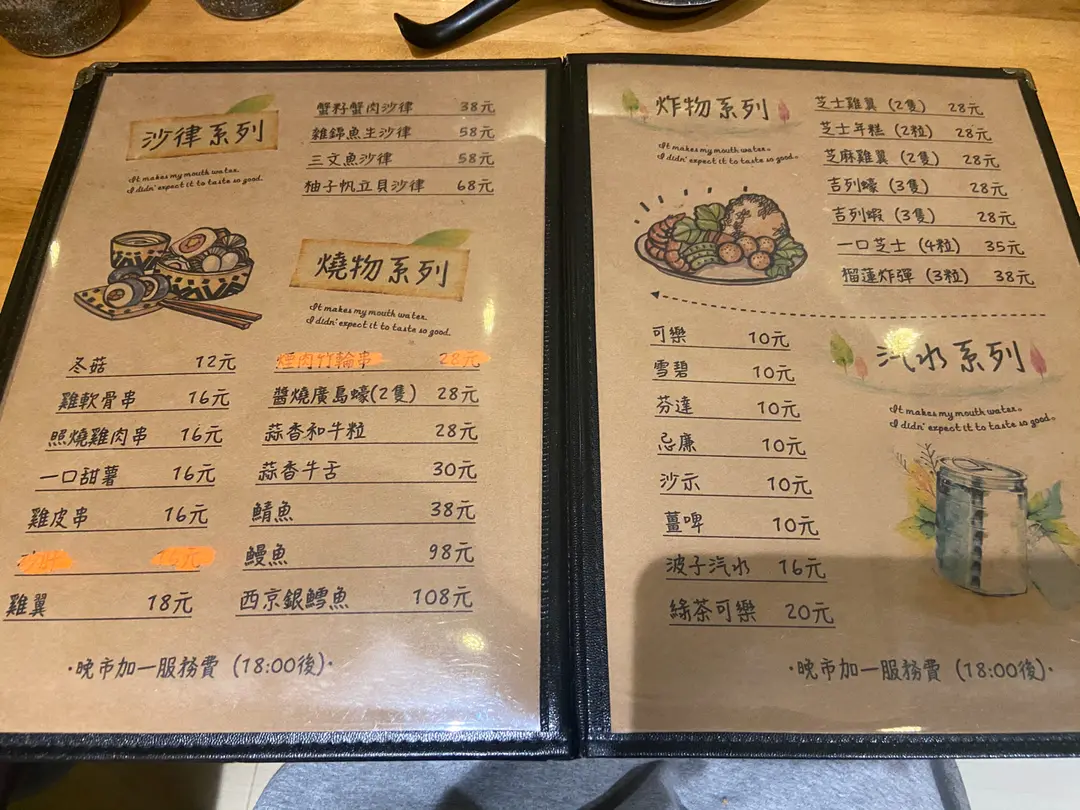 沙律系列
It makes my mouth water.
I didn' expect it to taste so good.
蟹籽蟹肉沙律 38元
雜錦魚生沙律 58元
三文魚沙律 58元
柚子帆立貝沙律 68元
燒物系列
It makes my mouth water.
I didn' expect it to taste so good.
冬菇 12元
雞軟骨串 16元
照燒雞肉串 16元
一口甜薯 16元
雞皮串 16元
雞翼 18元
煙肉竹輪串 28元
醬燒廣島蠔(2隻) 28元
蒜香和牛粒 28元
蒜香牛舌 30元
鯖魚 38元
鰻魚 98元
西京銀鱈魚 108元
·晚市加一服務費 (18:00後)·
炸物系列
It makes my mouth water。
I didn' expect it to taste so good。
芝士雞翼 (2隻) 28元
芝士年糕 (2粒) 28元
芝麻雞翼 (2隻) 28元
吉列蠔 (3隻) 28元
吉列蝦 (3隻) 28元
一口芝士 (4粒) 35元
榴蓮炸彈 (3粒) 38元
汽水系列
It makes my mouth water。
I didn' expect it to taste so good。
可樂 10元
雪碧 10元
芬達 10元
忌廉 10元
沙示 10元
薑啤 10元
波子汽水 16元
綠茶可樂 20元
·晚市加一服務費 (18:00後)·